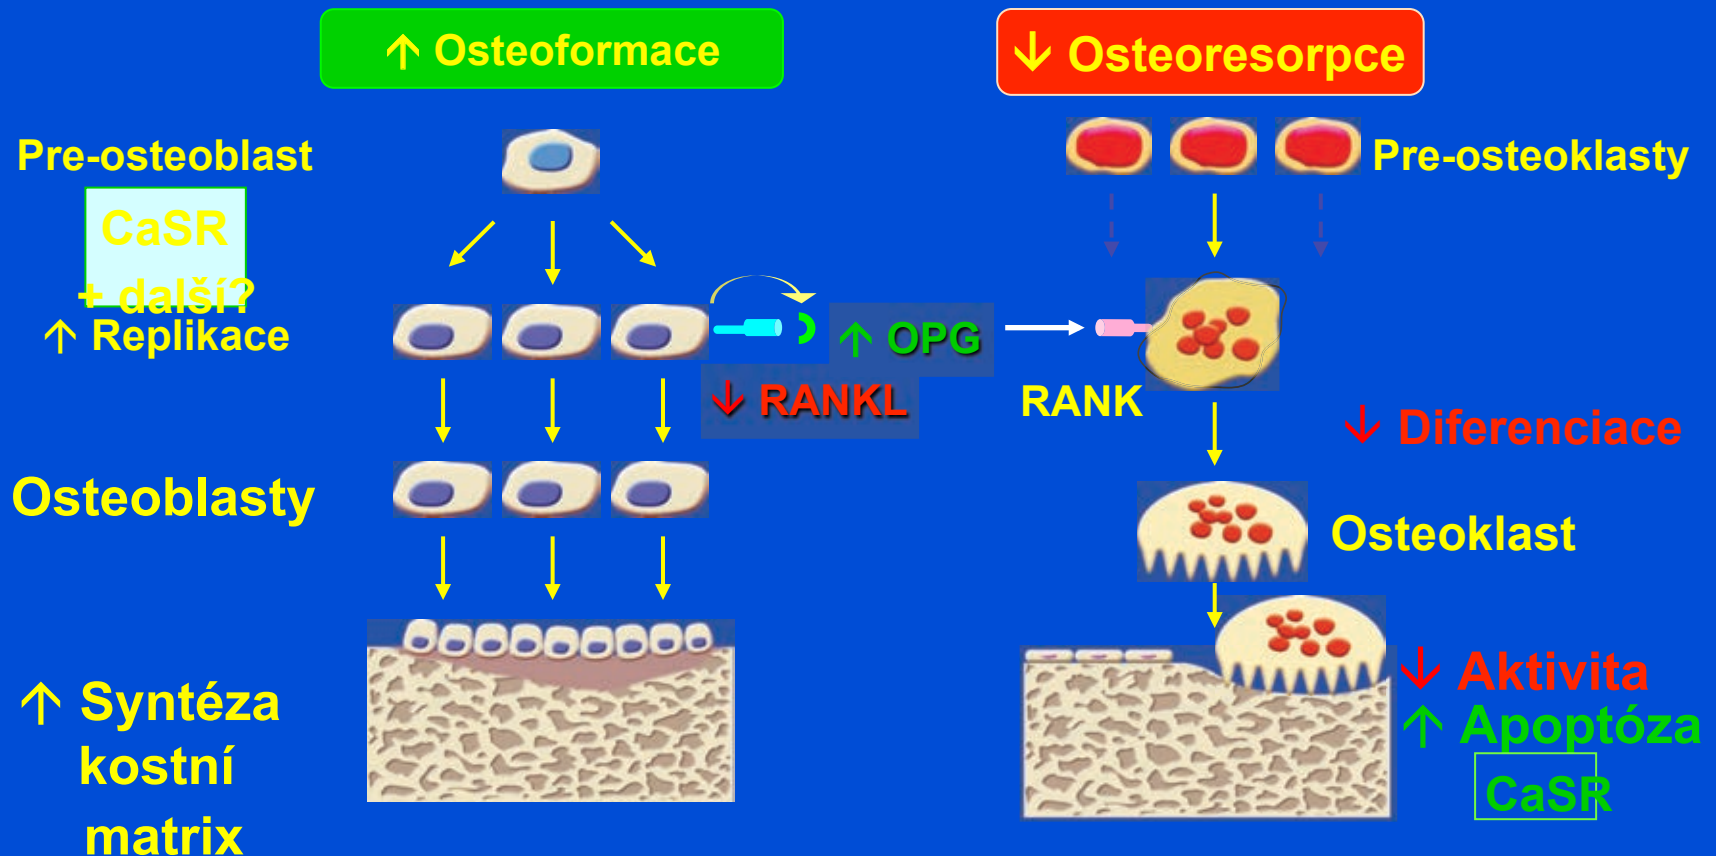 ↑ Osteoformace
↓ Osteoresorpce
Pre-osteoblast
Pre-osteoklasty
CaSR
+ další?
↑ Replikace
↑ OPG
↓ RANKL
RANK
↓ Diferenciace
Osteoblasty
Osteoklast
↑ Syntéza
kostní
matrix
↓ Aktivita
↑ Apoptóza
CaSR